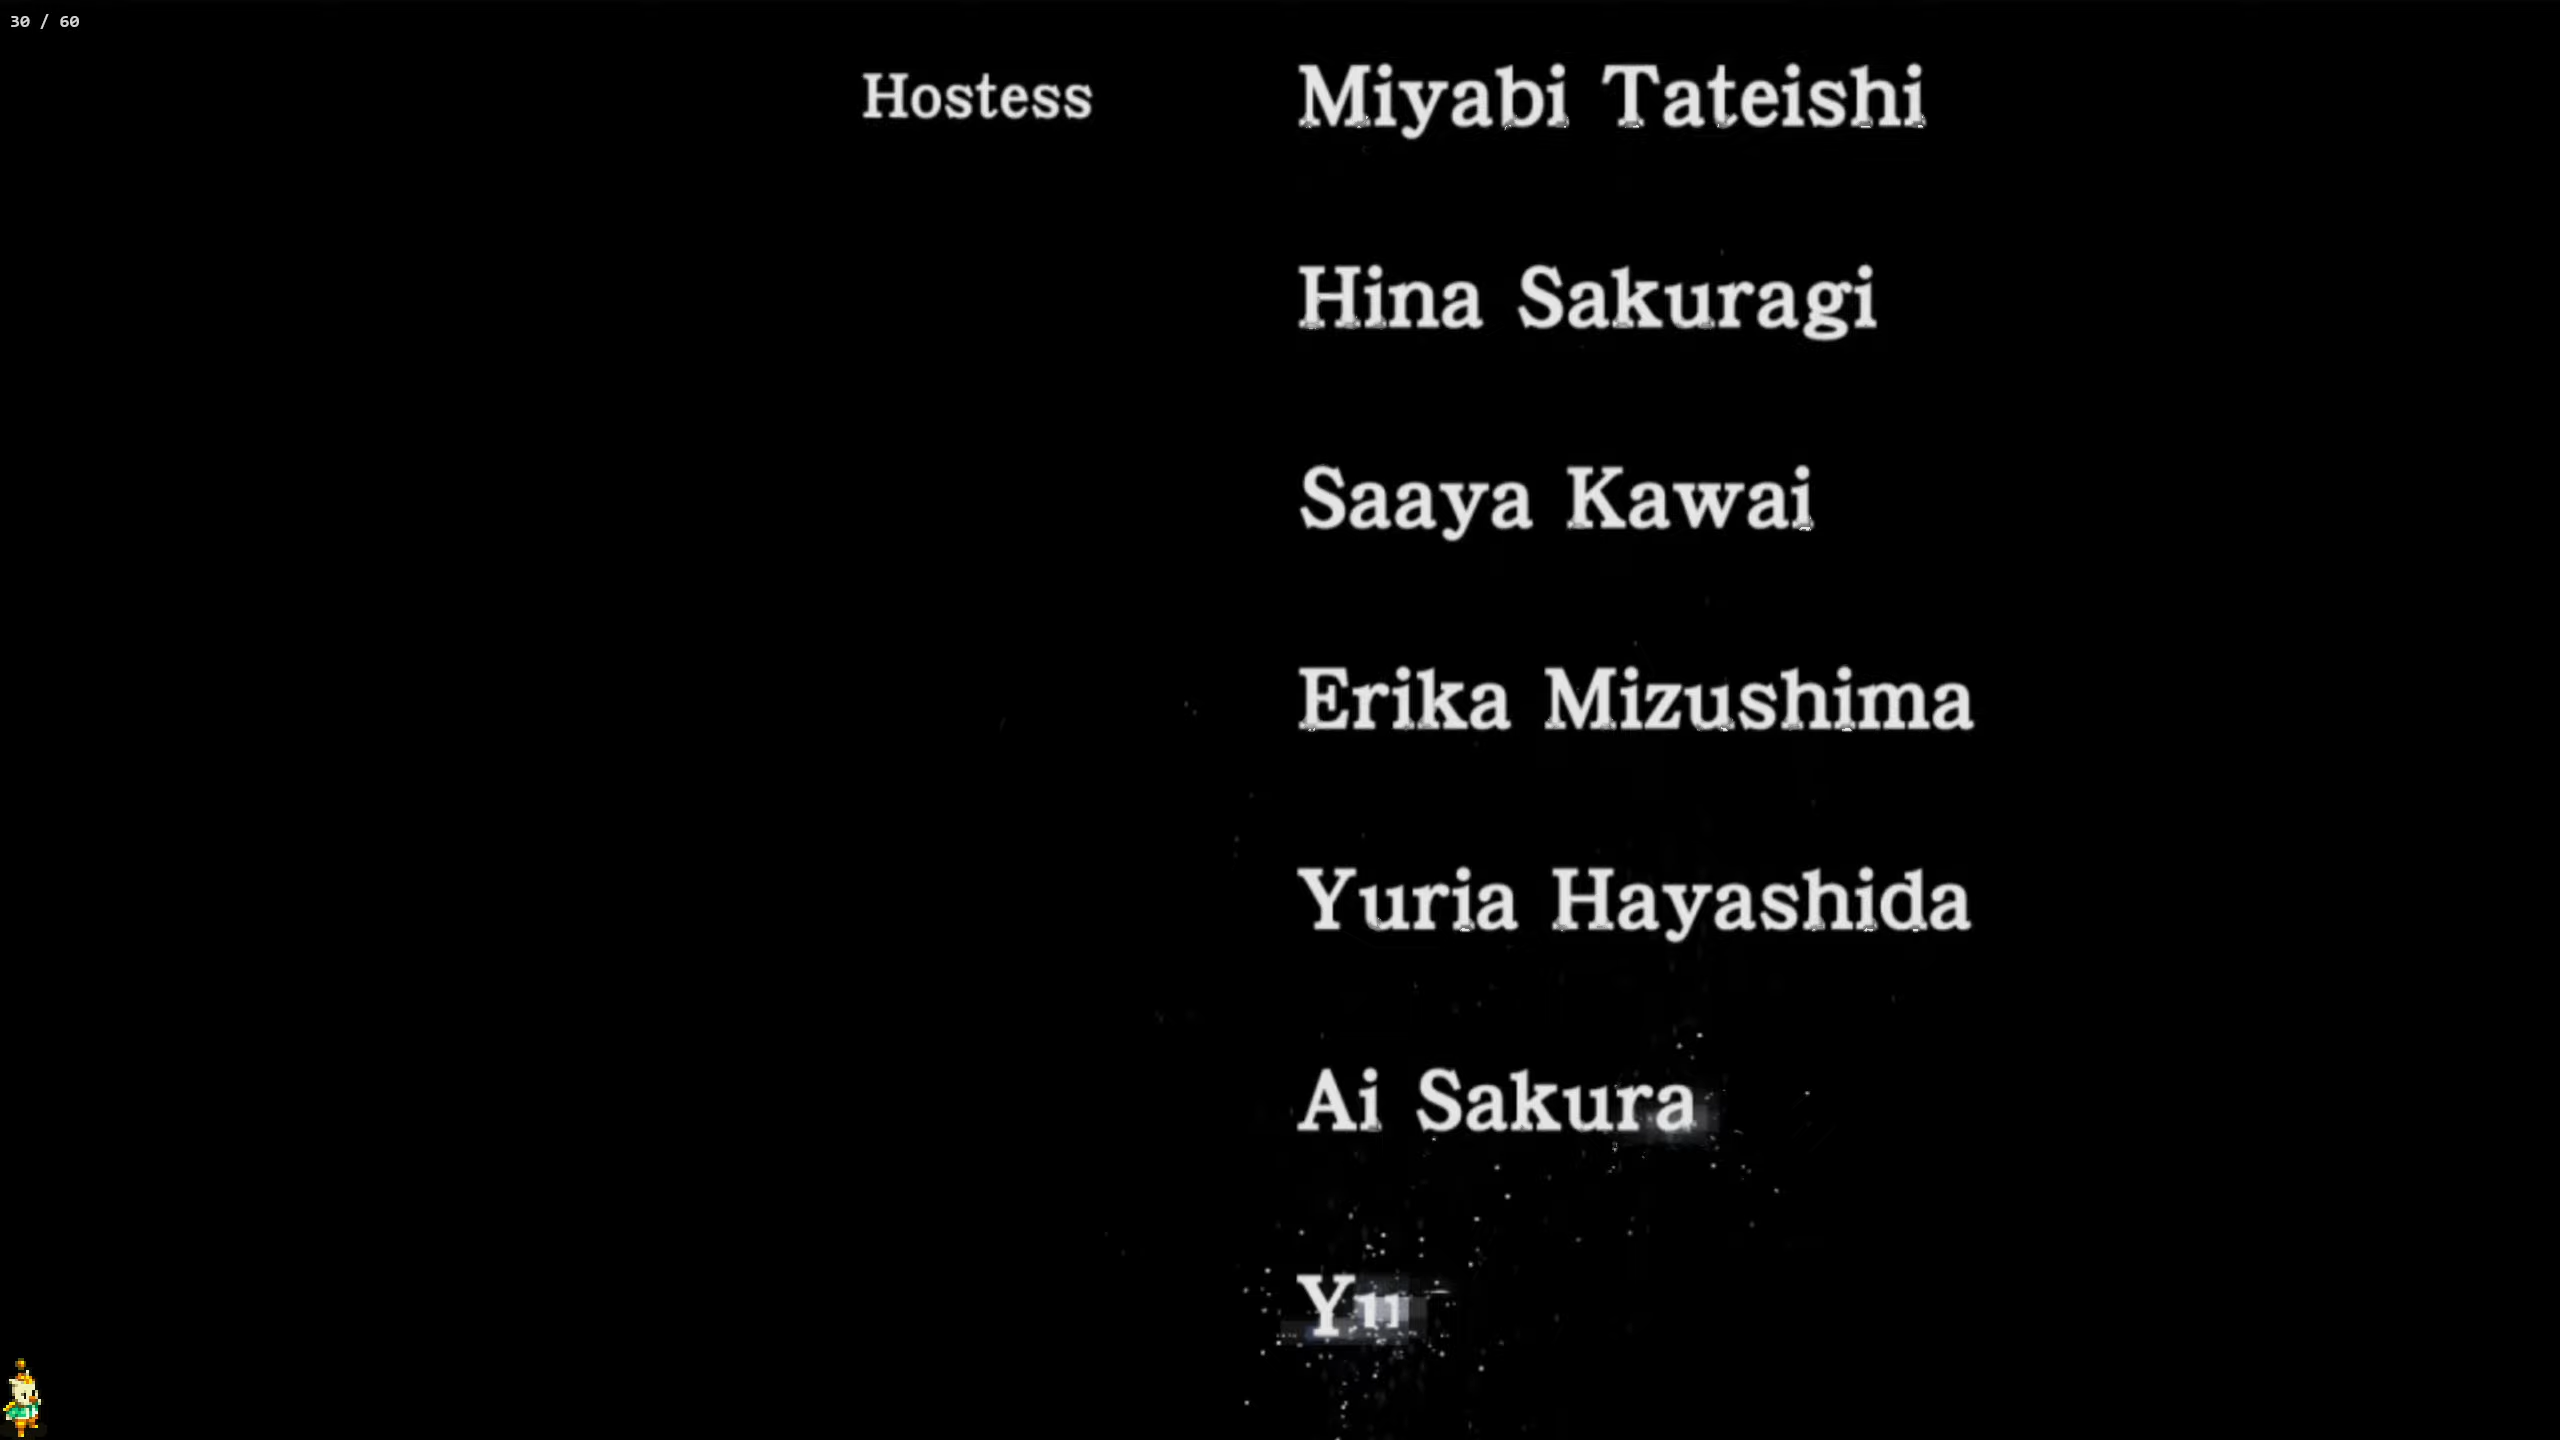 30 / 60
Hostess Miyabi Tateishi
Hina Sakuragi
Saaya Kawai
Erika Mizushima
Yuria Hayashida
Ai Sakura